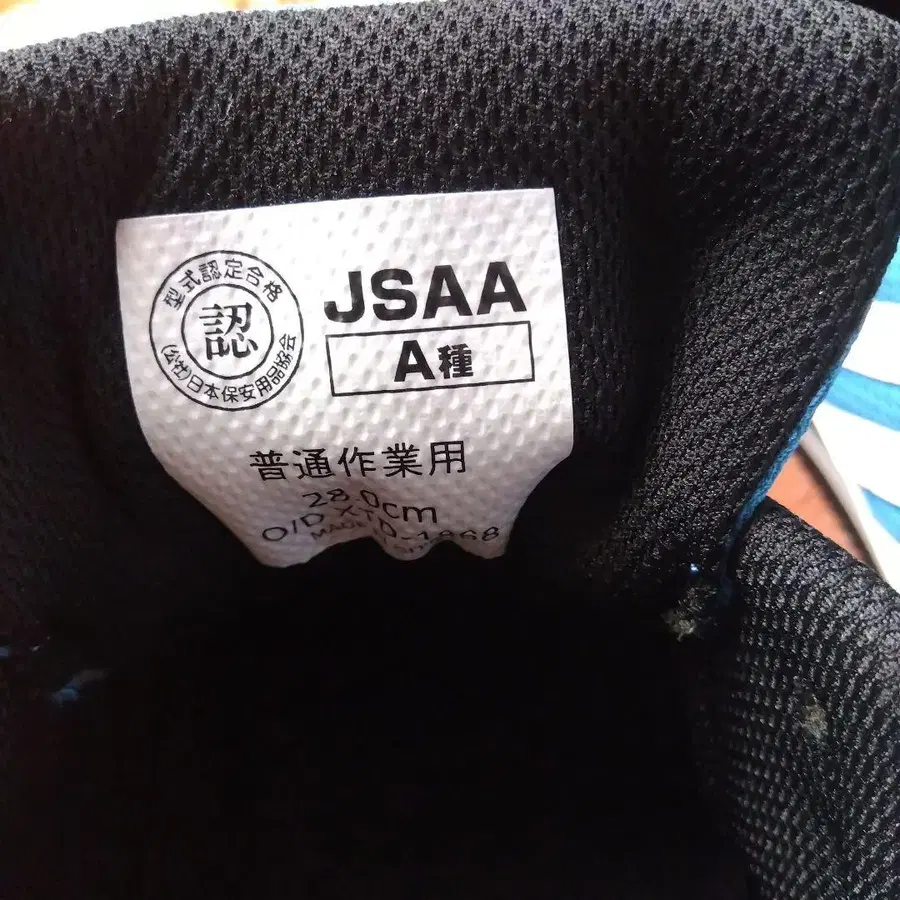 型式認定合格
認
(公社)日本保安用品協会
JSAA
A種
普通作業用
28.0cm
O/D
MADE